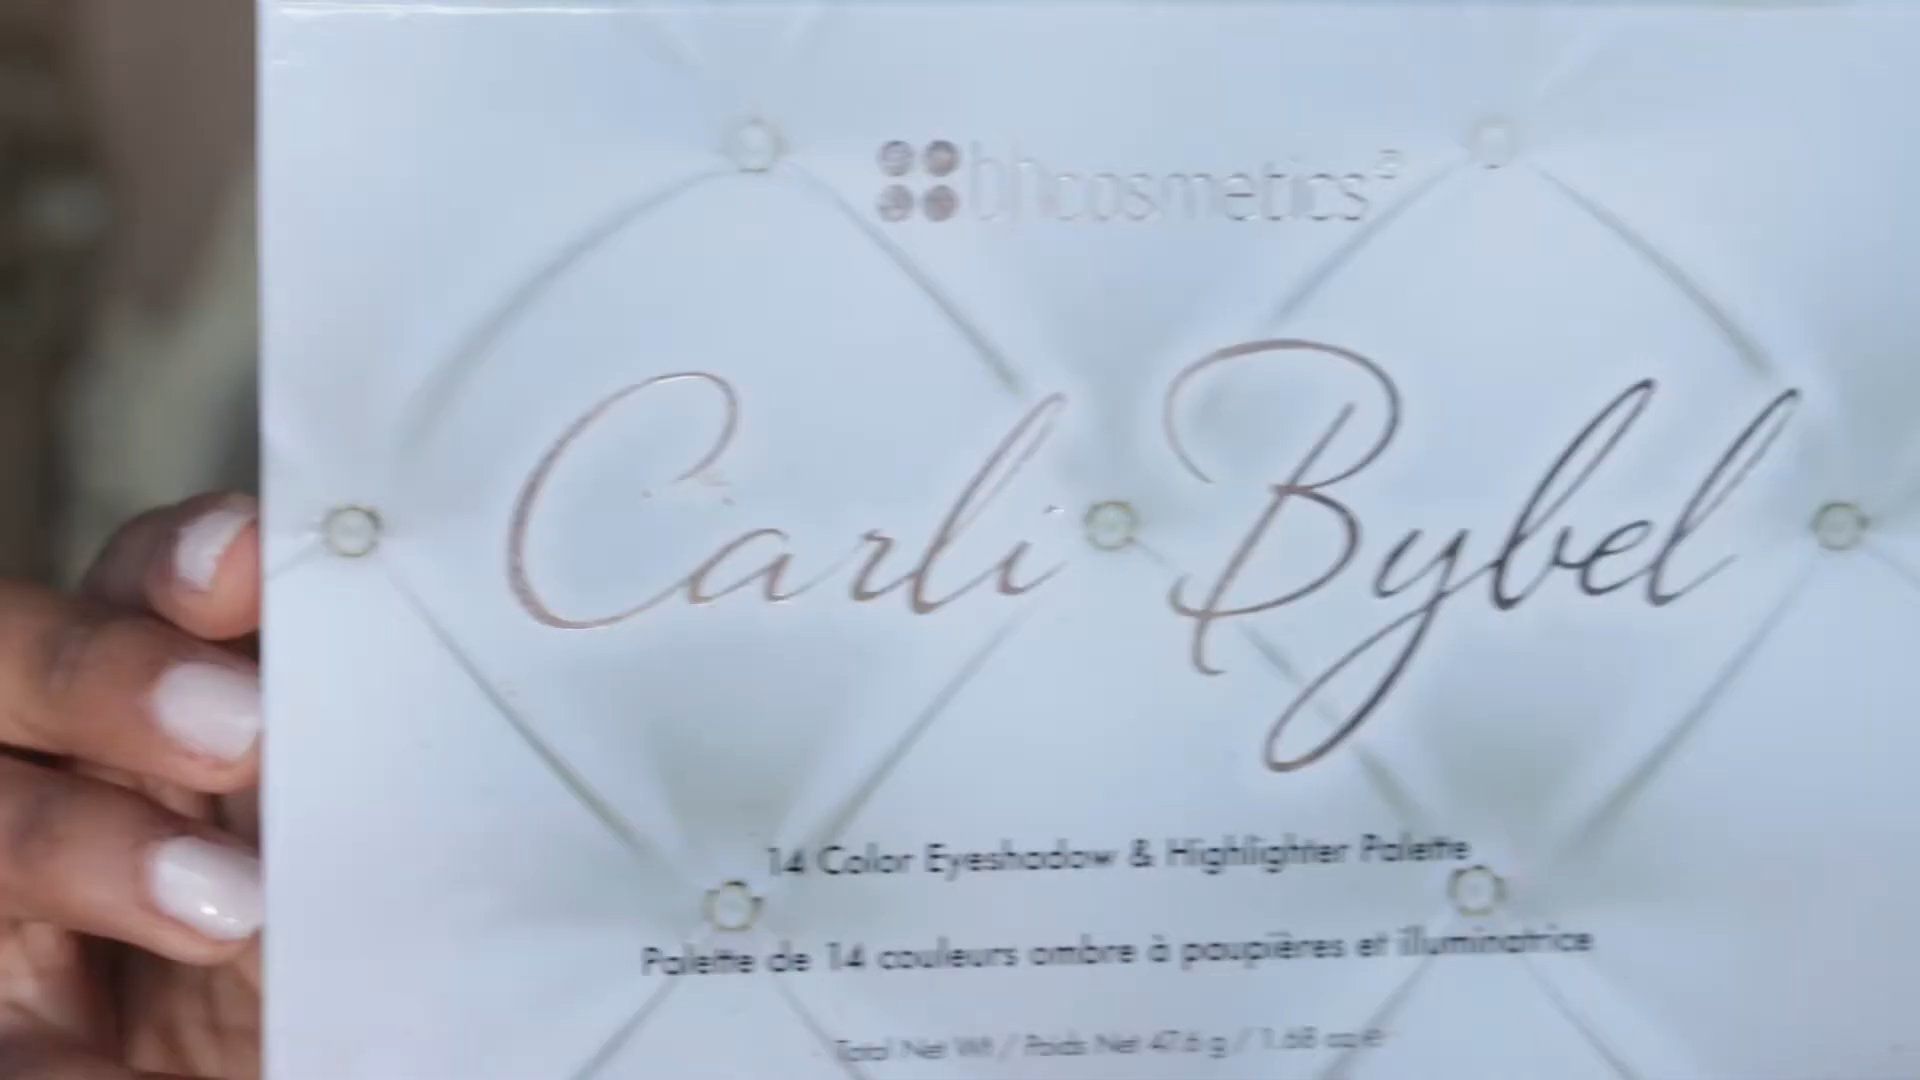 bhcosmetics®
Carli Bybel
14 Color Eyeshadow & Highlighter Palette
Palette de 14 couleurs ombre à paupières et illuminatrice
Total Net Wt / Poids Net 47.6 g / 1.68 oz e